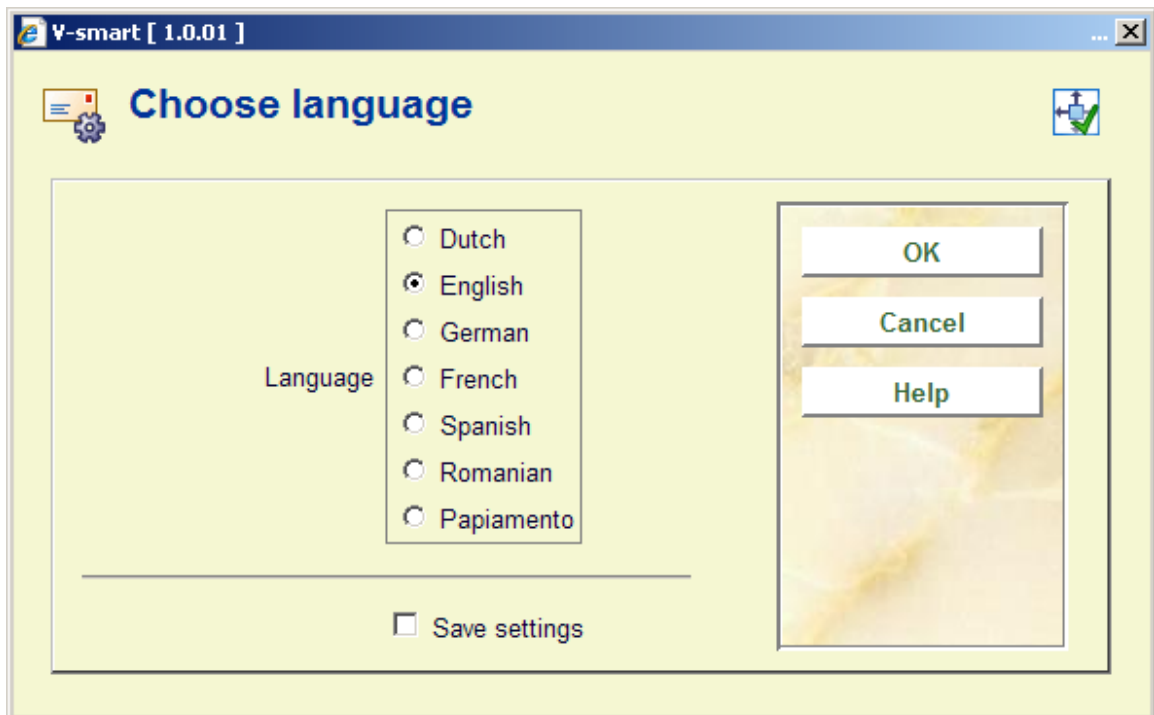 V-smart [ 1.0.01 ] ...
Choose language
Language
Dutch
English
German
French
Spanish
Romanian
Papiamento
Save settings
OK
Cancel
Help